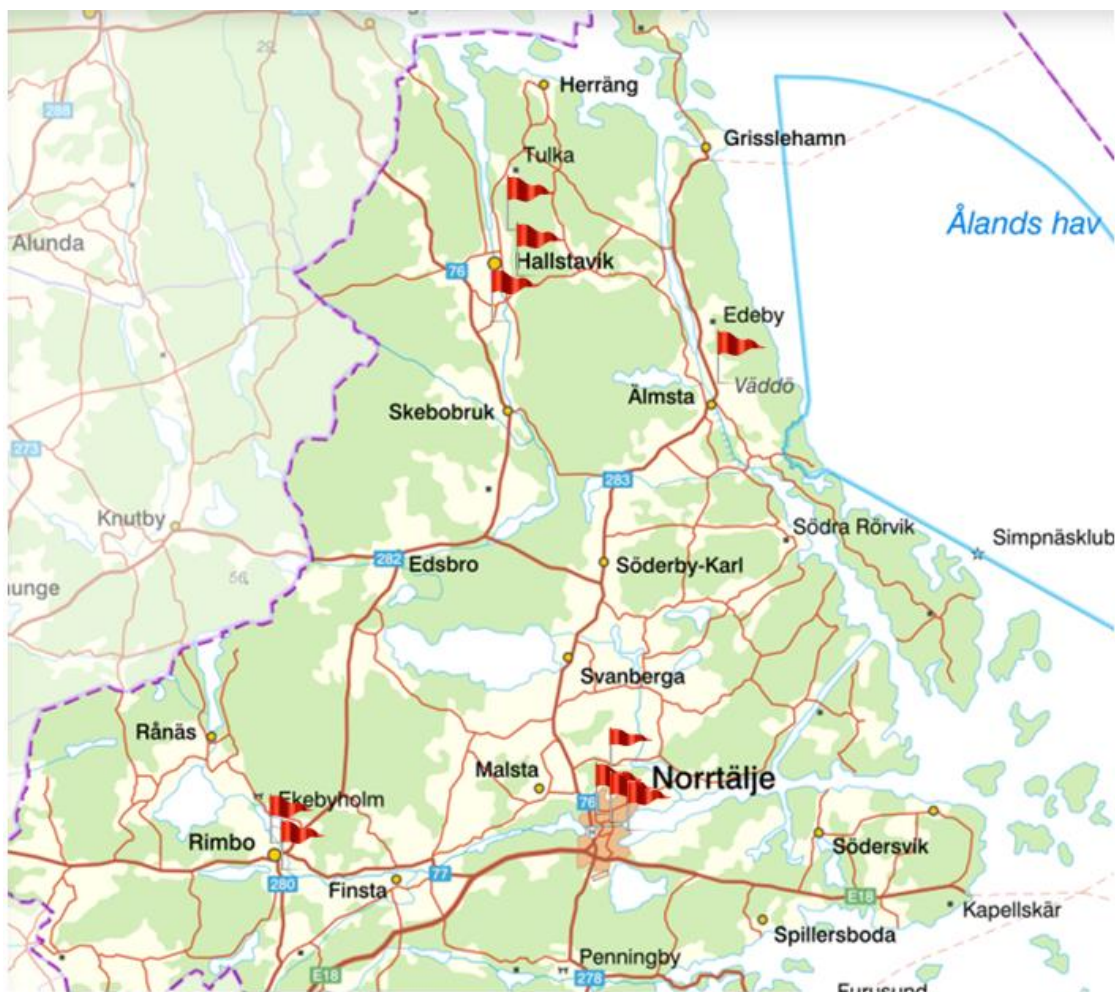 29.
288
Herräng
Grisslehamn
Tulka
Ålands hav
Alunda
Hallstavik
76
Edeby
Väddö
Älmsta
Skebobruk
273
283
Knutby
Södra Rörvik
Simpnäsklub
282
Edsbro
Söderby-Karl
56.
unge
Svanberga
Rånäs
Malsta
Norrtälje
76
Ekebyholm
Rimbo
Södersvik
77
280
Finsta
E18
Kapellskär
Spillersboda
Penningby
E18
278
Furusund